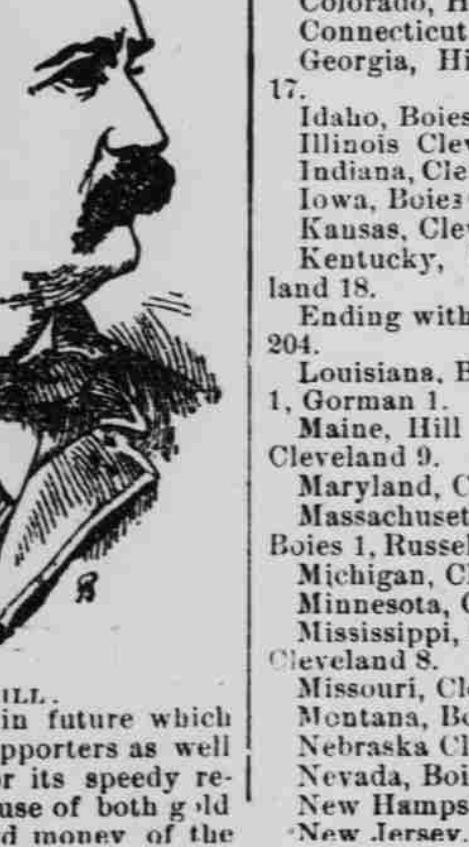 ILL.
in future which
pporters as well
r its speedy re-
use of both g ld
d money of the
Colorado, H
Connecticut
Georgia, Hi
17.
Idaho, Boies
Illinois Clev
Indiana, Cle
Iowa, Boies
Kansas, Clev
Kentucky,
land 18.
Ending with
204.
Louisiana, B
1, Gorman 1.
Maine, Hill
Cleveland 9.
Maryland, C
Massachuset
Boies 1, Russel
Michigan, Cl
Minnesota, C
Mississippi,
Cleveland 8.
Missouri, Cle
Montana, Bo
Nebraska Cl
Nevada, Boi
New Hamps
New Jersey,